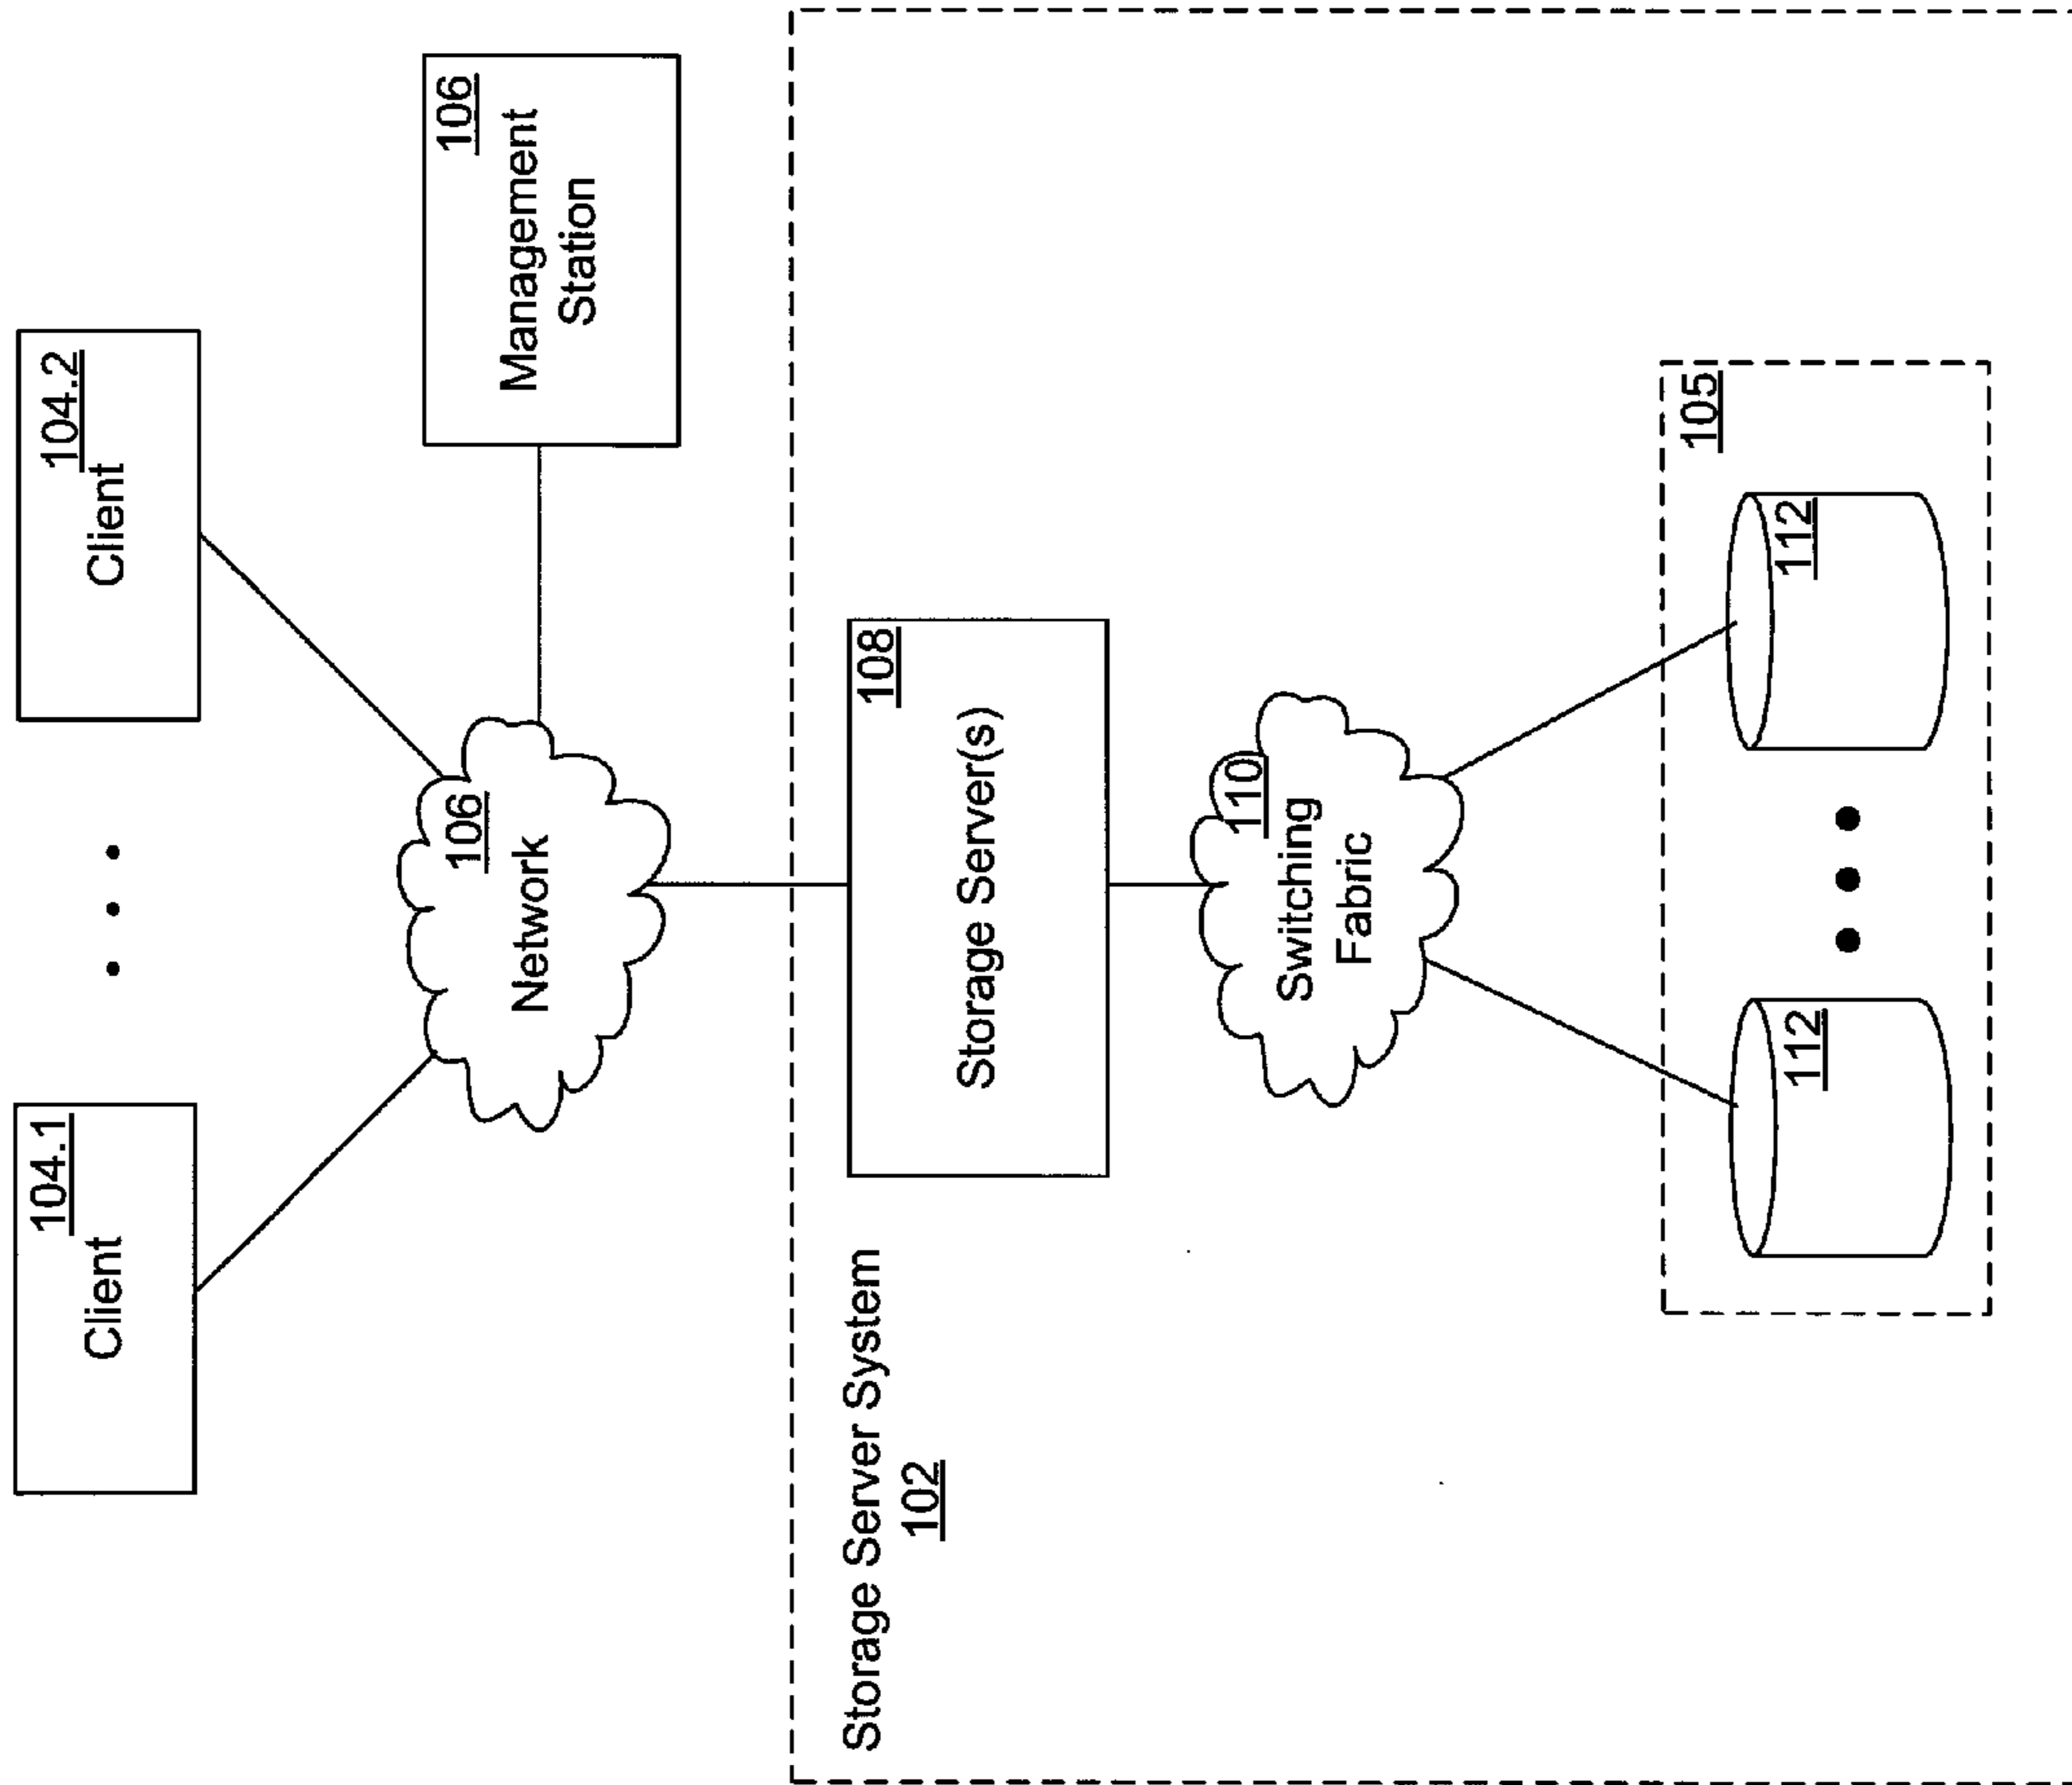 104.1
Client
104.2
Client
106
Network
106
Management
Station
Storage Server System
102
108
Storage Server(s)
110
Switching
Fabric
105
112
112